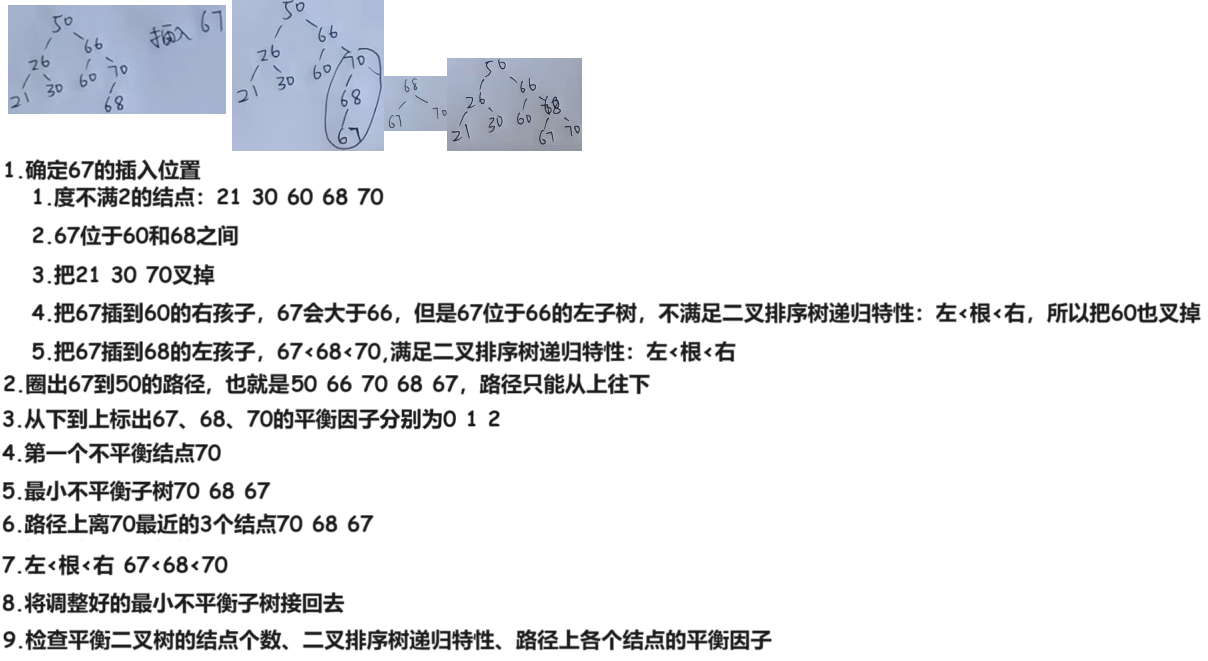 50
插入 67
26 66
21 30 60 70
68
50
26 66
21 30 60 70
68
67
68
67 70
50
26 66
21 30 60 68
67 70
1.确定67的插入位置
1.度不满2的结点：21 30 60 68 70
2.67位于60和68之间
3.把21 30 70叉掉
4.把67插到60的右孩子，67会大于66，但是67位于66的左子树，不满足二叉排序树递归特性：左<根<右，所以把60也叉掉
5.把67插到68的左孩子，67<68<70,满足二叉排序树递归特性：左<根<右
2.圈出67到50的路径，也就是50 66 70 68 67，路径只能从上往下
3.从下到上标出67、68、70的平衡因子分别为0 1 2
4.第一个不平衡结点70
5.最小不平衡子树70 68 67
6.路径上离70最近的3个结点70 68 67
7.左<根<右 67<68<70
8.将调整好的最小不平衡子树接回去
9.检查平衡二叉树的结点个数、二叉排序树递归特性、路径上各个结点的平衡因子